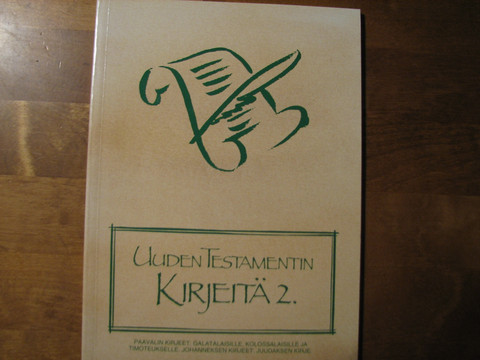 UUDEN TESTAMENTIN
KIRJEITÄ 2.
PAAVALIN KIRJEET GALATALAISILLE, KOLOSSALAISILLE JA
TIMOTEUKSELLE. JOHANNEKSEN KIRJEET. JUUDAKSEN KIRJE.